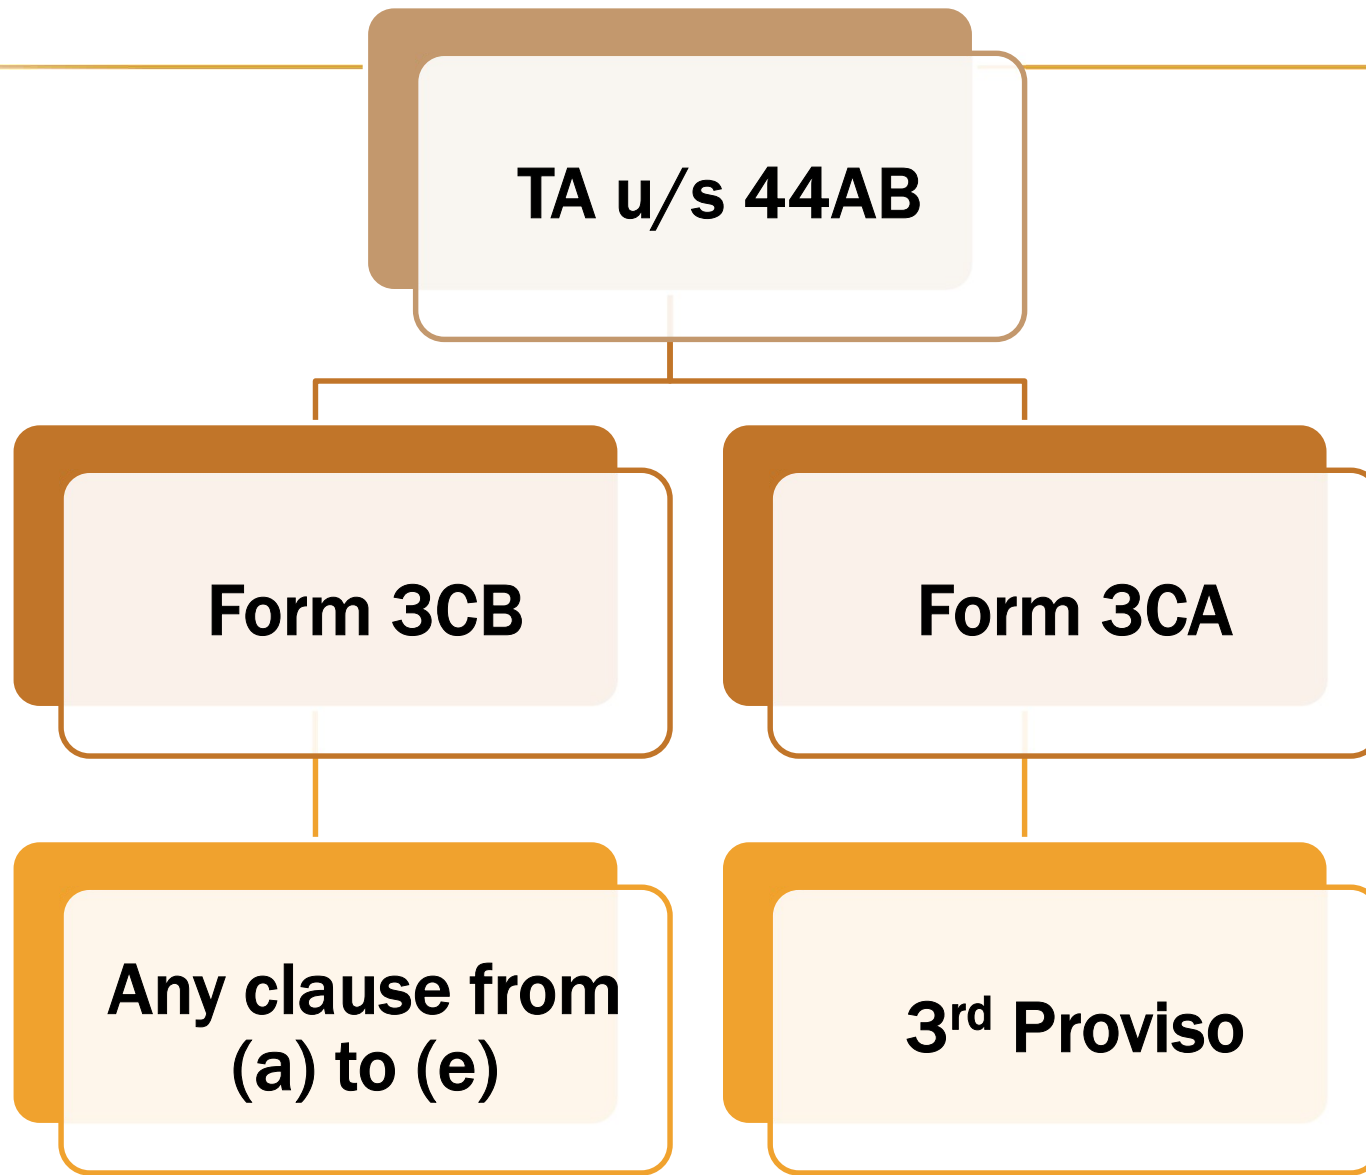 TA u/s 44AB
Form 3CB
Form 3CA
Any clause from
(a) to (e)
3rd Proviso